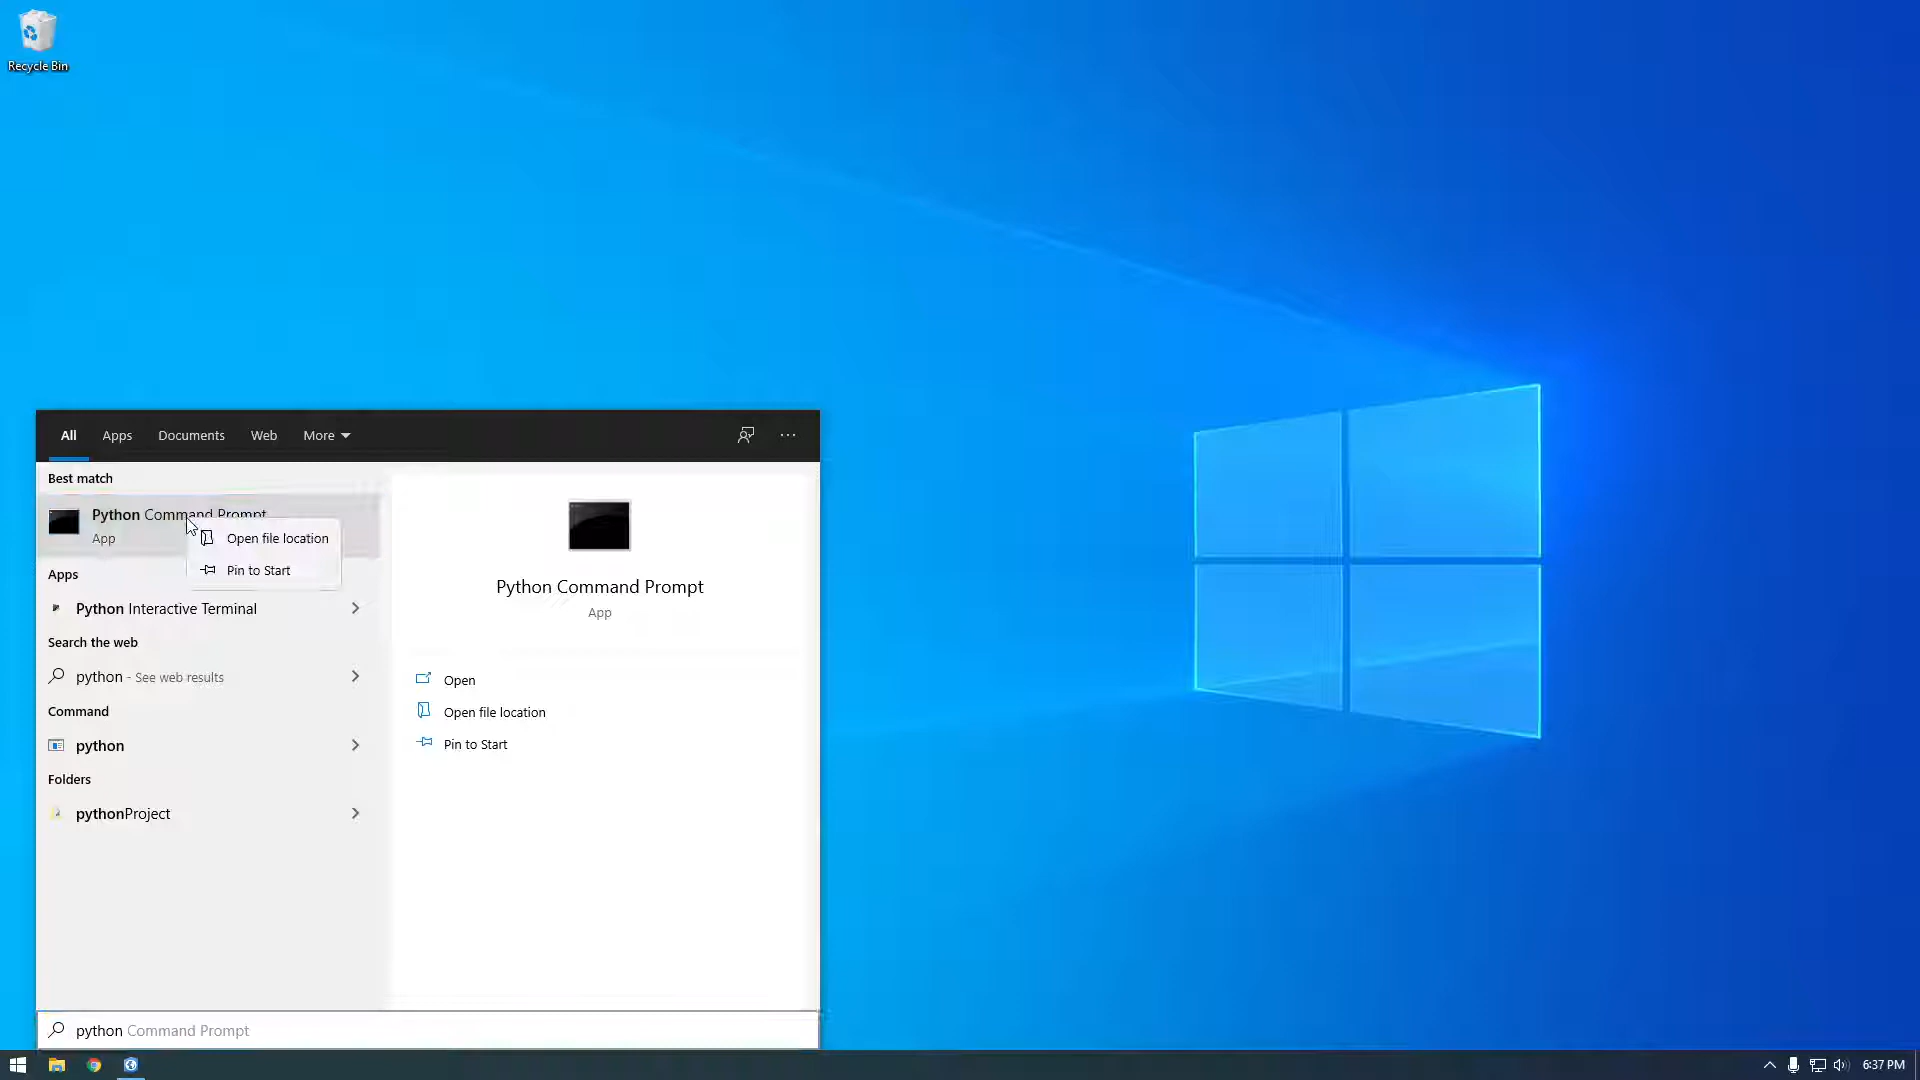 Recycle Bin
All Apps Documents Web More
Best match
Python Command Prompt
App
Open file location
Pin to Start
Apps
Python Interactive Terminal
Search the web
python - See web results
Command
python
Folders
pythonProject
Python Command Prompt
App
Open
Open file location
Pin to Start
python Command Prompt
6:37 PM